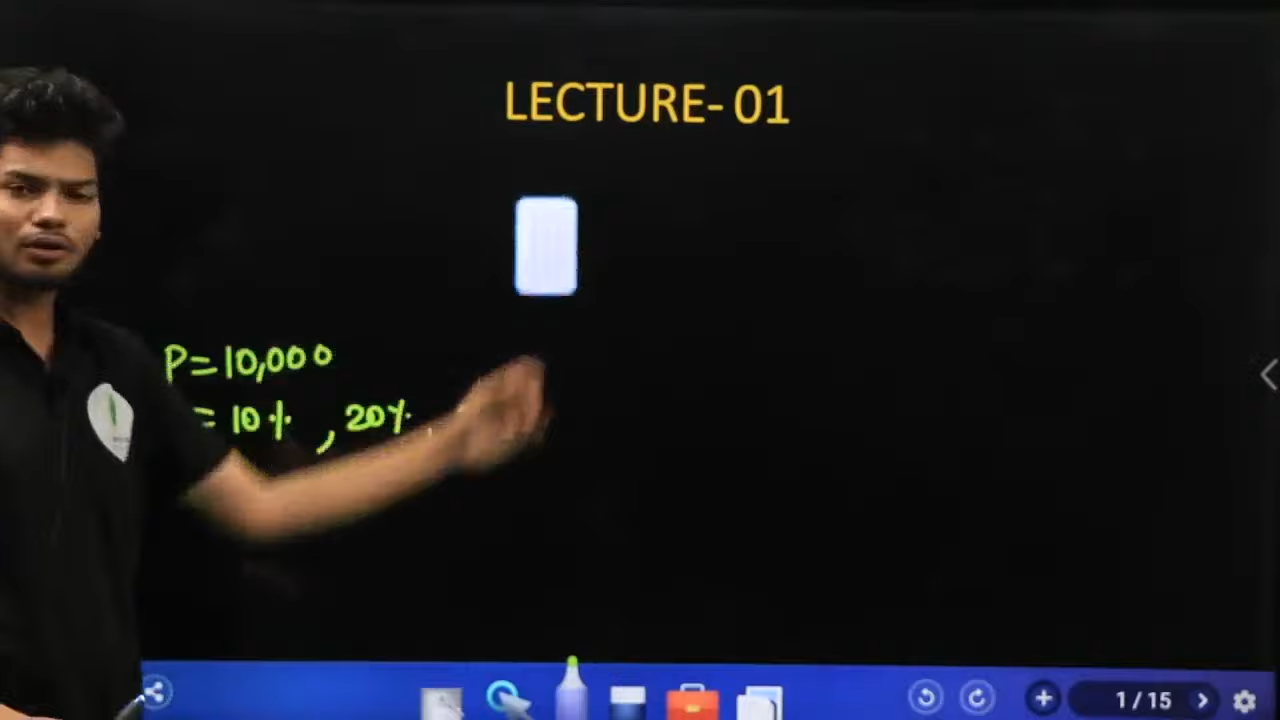 LECTURE- 01
P = 10,000
= 10% , 20%
1 / 15